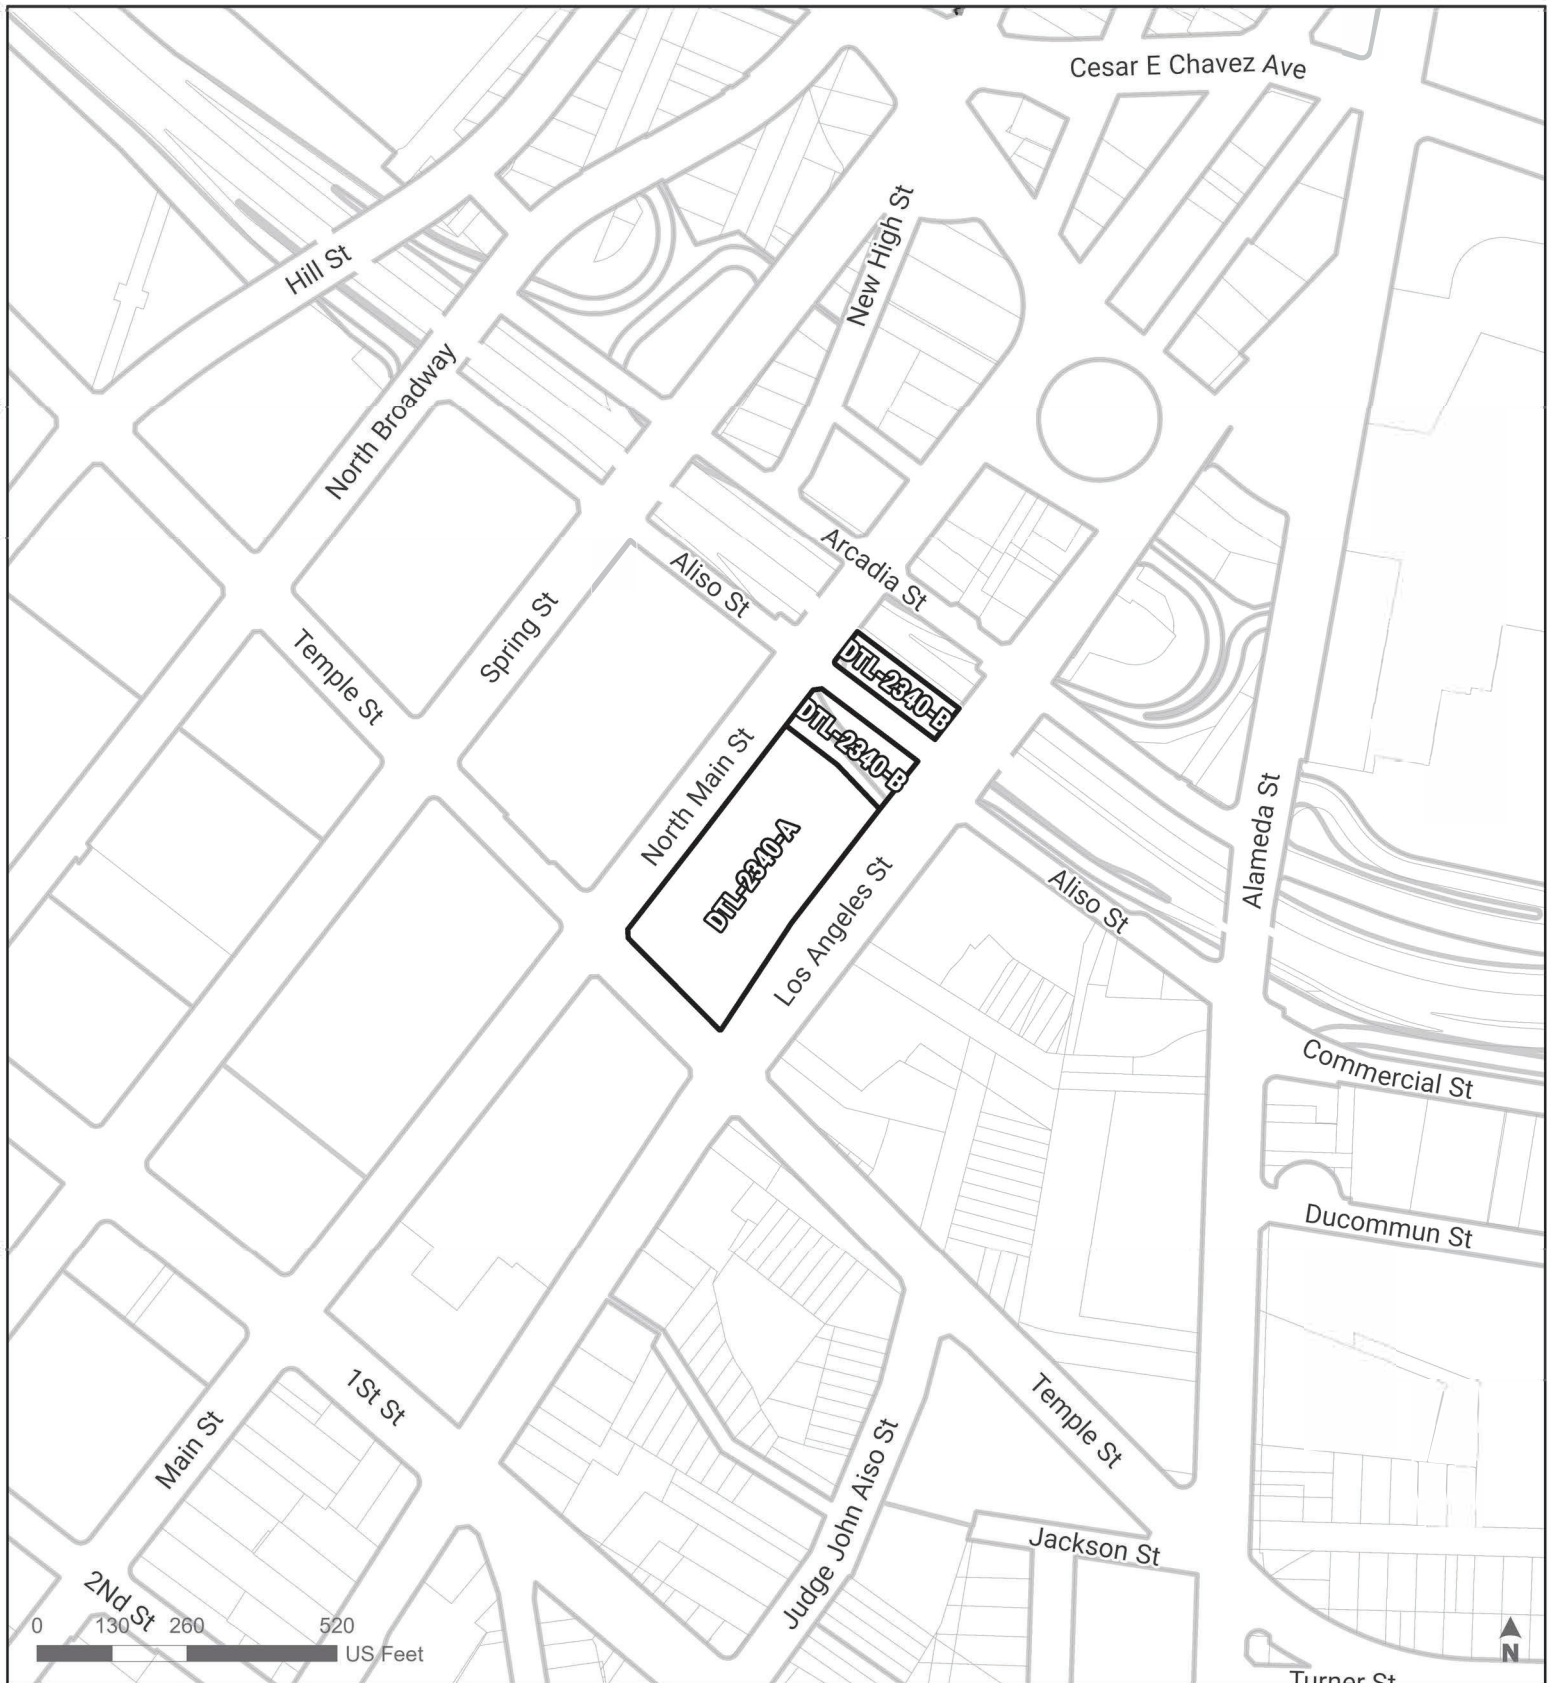 Cesar E Chavez Ave
New High St
Hill St
North Broadway
Arcadia St
Aliso St
Spring St
Temple St
DTL-2340-B
DTL-2340-B
North Main St
DTL-2340-A
Los Angeles St
Alameda St
Aliso St
Commercial St
Ducommun St
1St St
Main St
Temple St
Judge John Aiso St
Jackson St
2Nd St
0 130 260 520
US Feet
N
Turner St